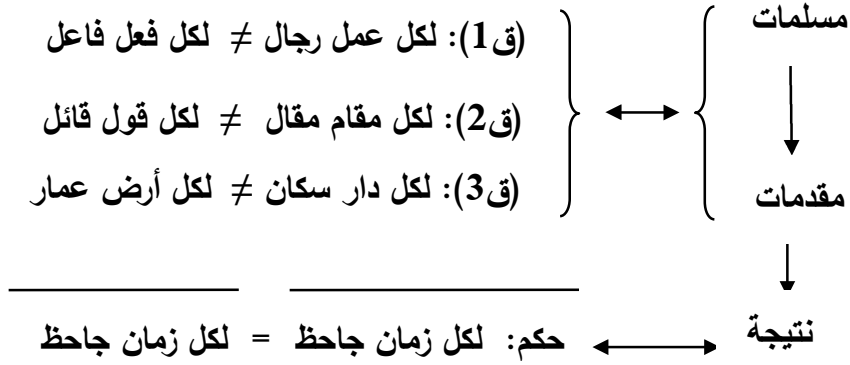 مسلمات
(ق1): لكل عمل رجال ≠ لكل فعل فاعل
(ق2): لكل مقام مقال ≠ لكل قول قائل
(ق3): لكل دار سكان ≠ لكل أرض عمار
مقدمات
نتيجة
حكم: لكل زمان جاحظ = لكل زمان جاحظ